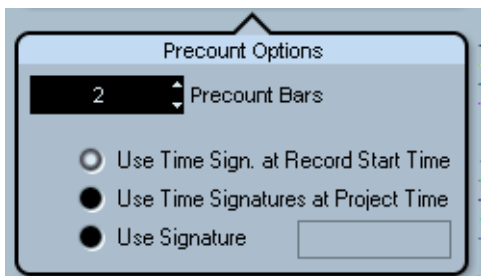 Precount Options
2 Precount Bars
Use Time Sign. at Record Start Time
Use Time Signatures at Project Time
Use Signature